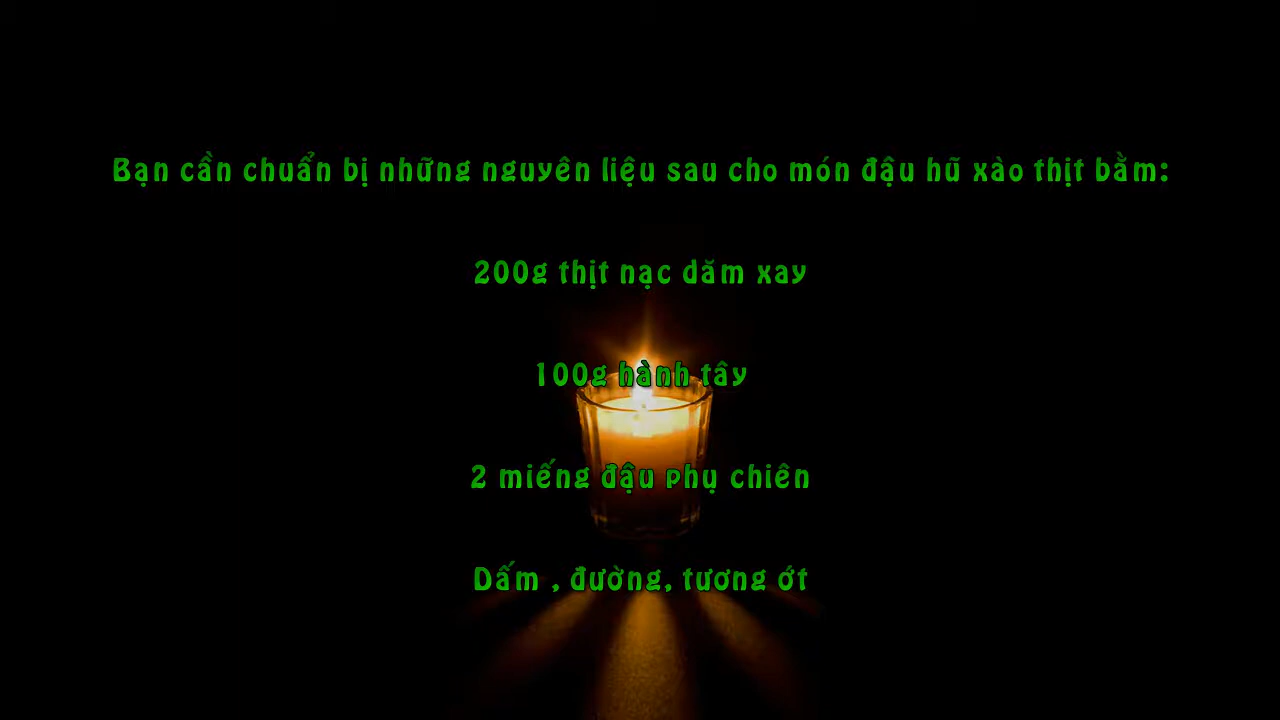 Bạn cần chuẩn bị những nguyên liệu sau cho món đậu hũ xào thịt bằm:
200g thịt nạc dăm xay
100g hành tây
2 miếng đậu phụ chiên
Dấm , đường, tương ớt